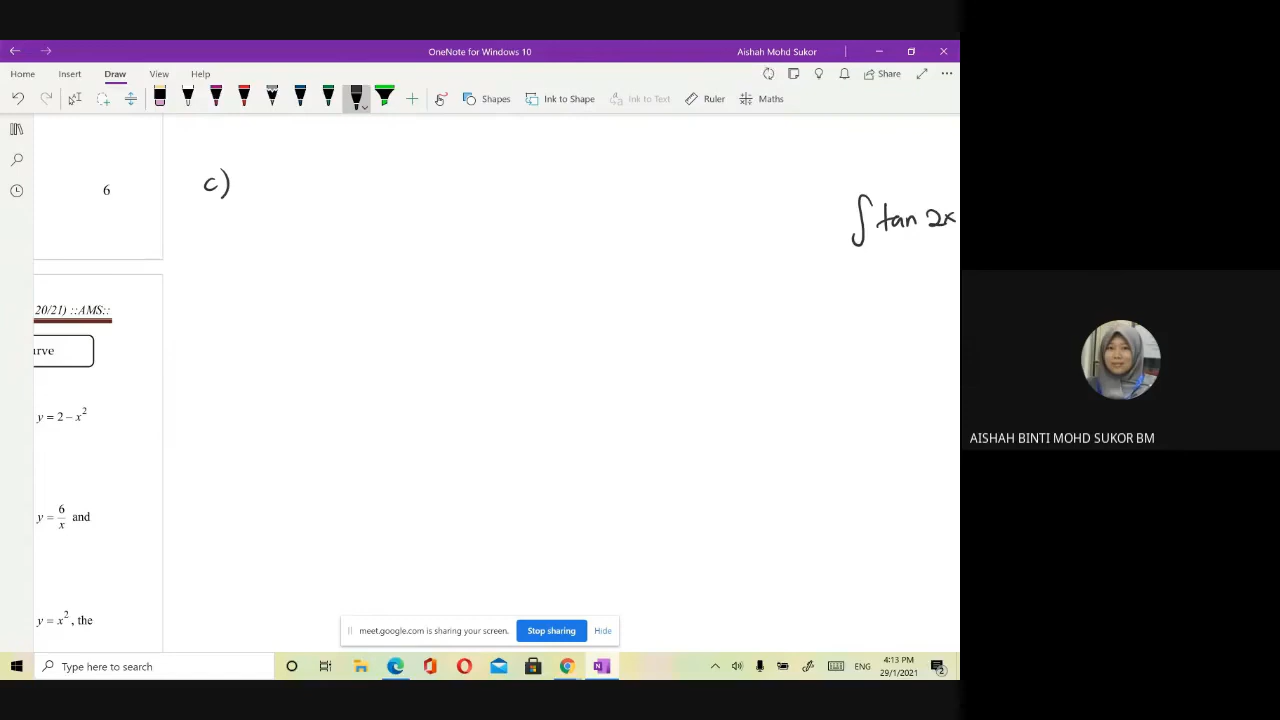 OneNote for Windows 10
Aishah Mohd Sukor
Home Insert Draw View Help
Share
Shapes Ink to Shape Ink to Text Ruler Maths
6
c)
∫ tan 2x
20/21) ::AMS::
urve
y = 2 – x²
y = 6/x and
y = x², the
AISHAH BINTI MOHD SUKOR BM
meet.google.com is sharing your screen. Stop sharing Hide
Type here to search
ENG
4:13 PM
29/1/2021
2